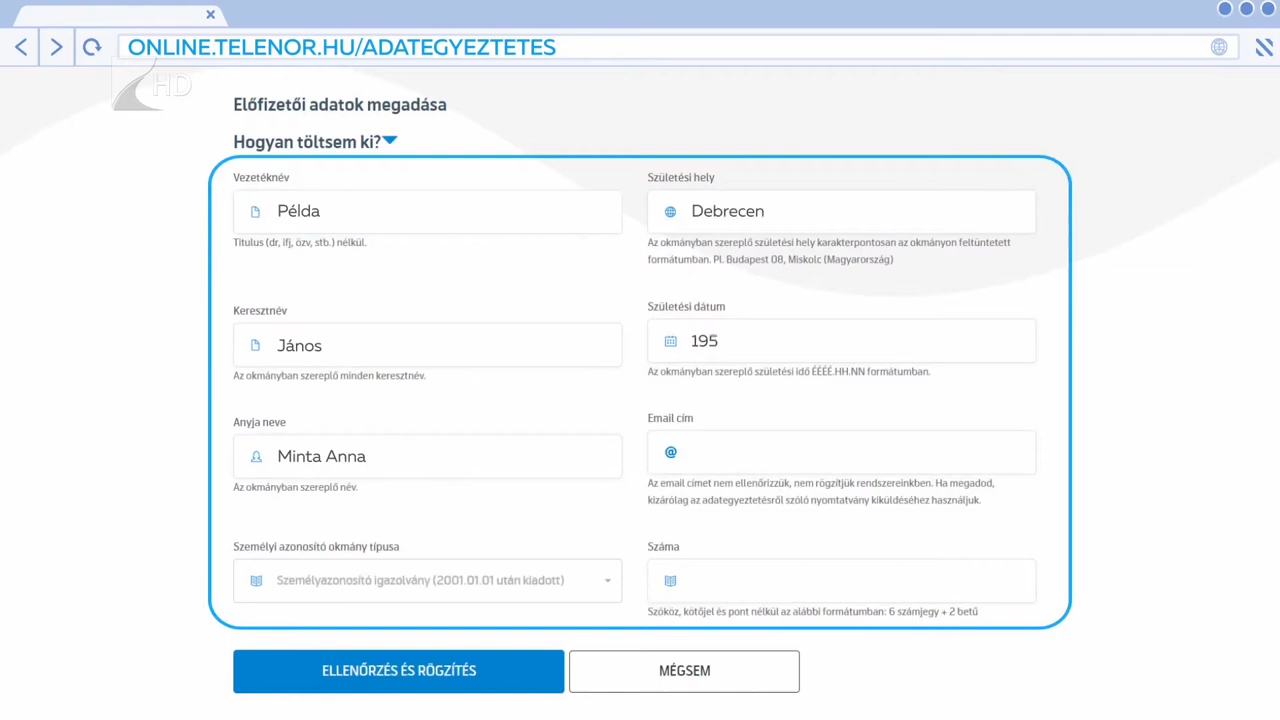 ONLINE.TELENOR.HU/ADATEGYEZTETES
HD
Előfizetői adatok megadása
Hogyan töltsem ki?
Vezetéknév
Példa
Titulus (dr, ifj, özv, stb.) nélkül.
Születési hely
Debrecen
Az okmányban szereplő születési hely karakterpontosan az okmányon feltüntetett
formátumban. Pl. Budapest 08, Miskolc (Magyarország)
Keresztnév
János
Az okmányban szereplő minden keresztnév.
Születési dátum
195
Az okmányban szereplő születési idő ÉÉÉÉ.HH.NN formátumban.
Anyja neve
Minta Anna
Az okmányban szereplő név.
Email cím
@
Az email címet nem ellenőrizzük, nem rögzítjük rendszereinkben. Ha megadod,
kizárólag az adategyeztetésről szóló nyomtatvány kiküldéséhez használjuk.
Személyi azonosító okmány típusa
Személyazonosító igazolvány (2001.01.01 után kiadott)
Száma
Szóköz, kötőjel és pont nélkül az alábbi formátumban: 6 számjegy + 2 betű
ELLENŐRZÉS ÉS RÖGZÍTÉS
MÉGSEM